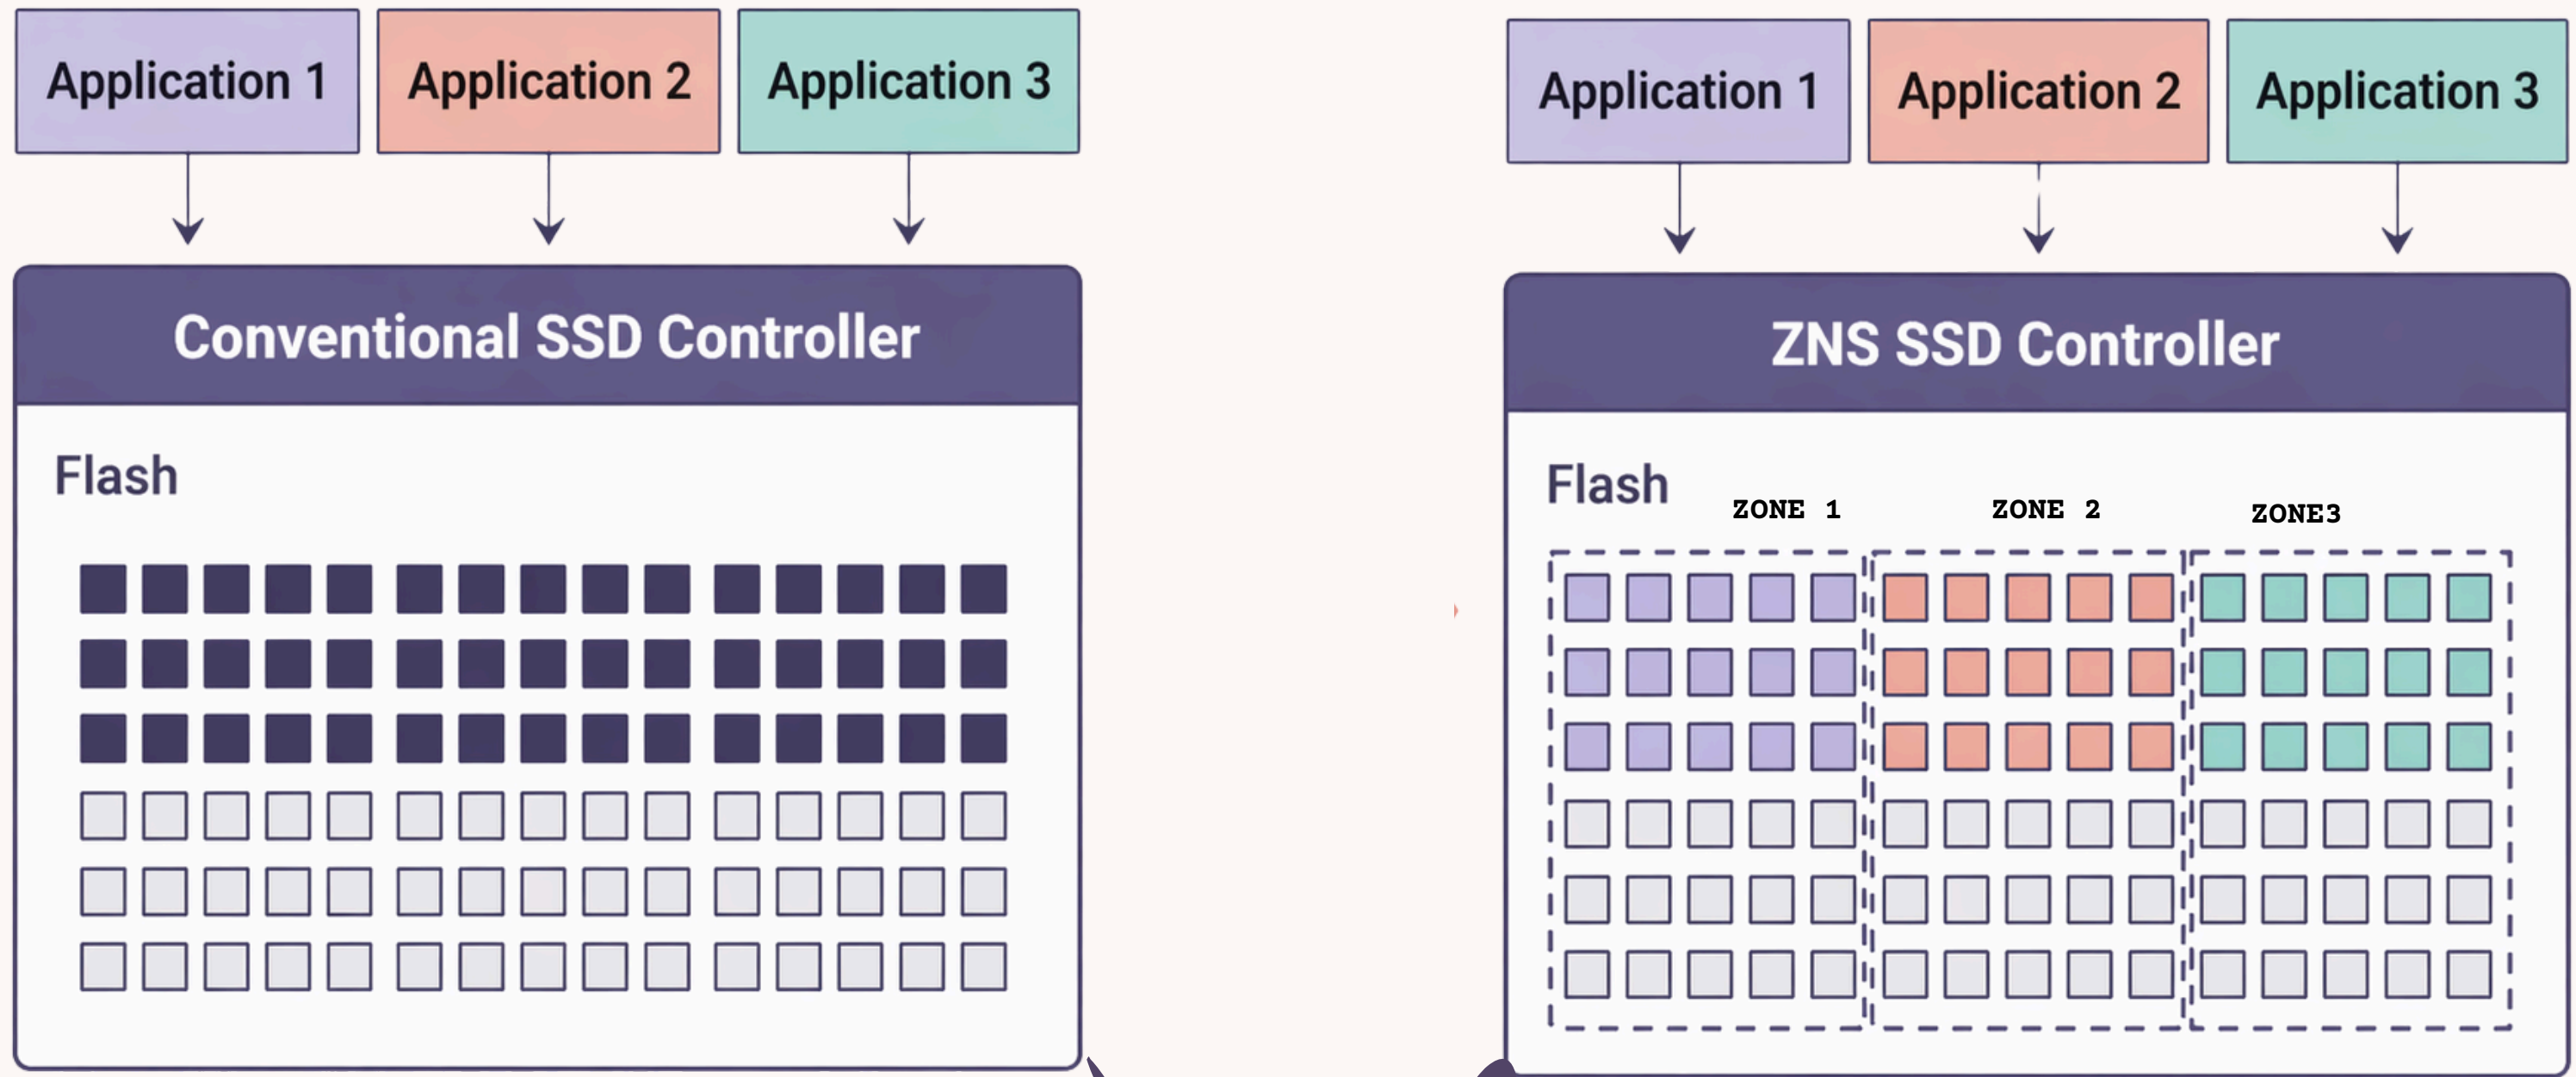 Application 1
Application 2
Application 3
Conventional SSD Controller
Flash
Application 1
Application 2
Application 3
ZNS SSD Controller
Flash
ZONE 1
ZONE 2
ZONE3